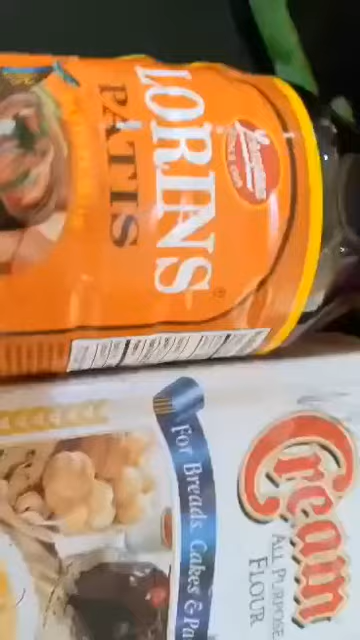 LORINS
PATIS
Cream
ALL PURPOSE
FLOUR
For Breads, Cakes & Pa